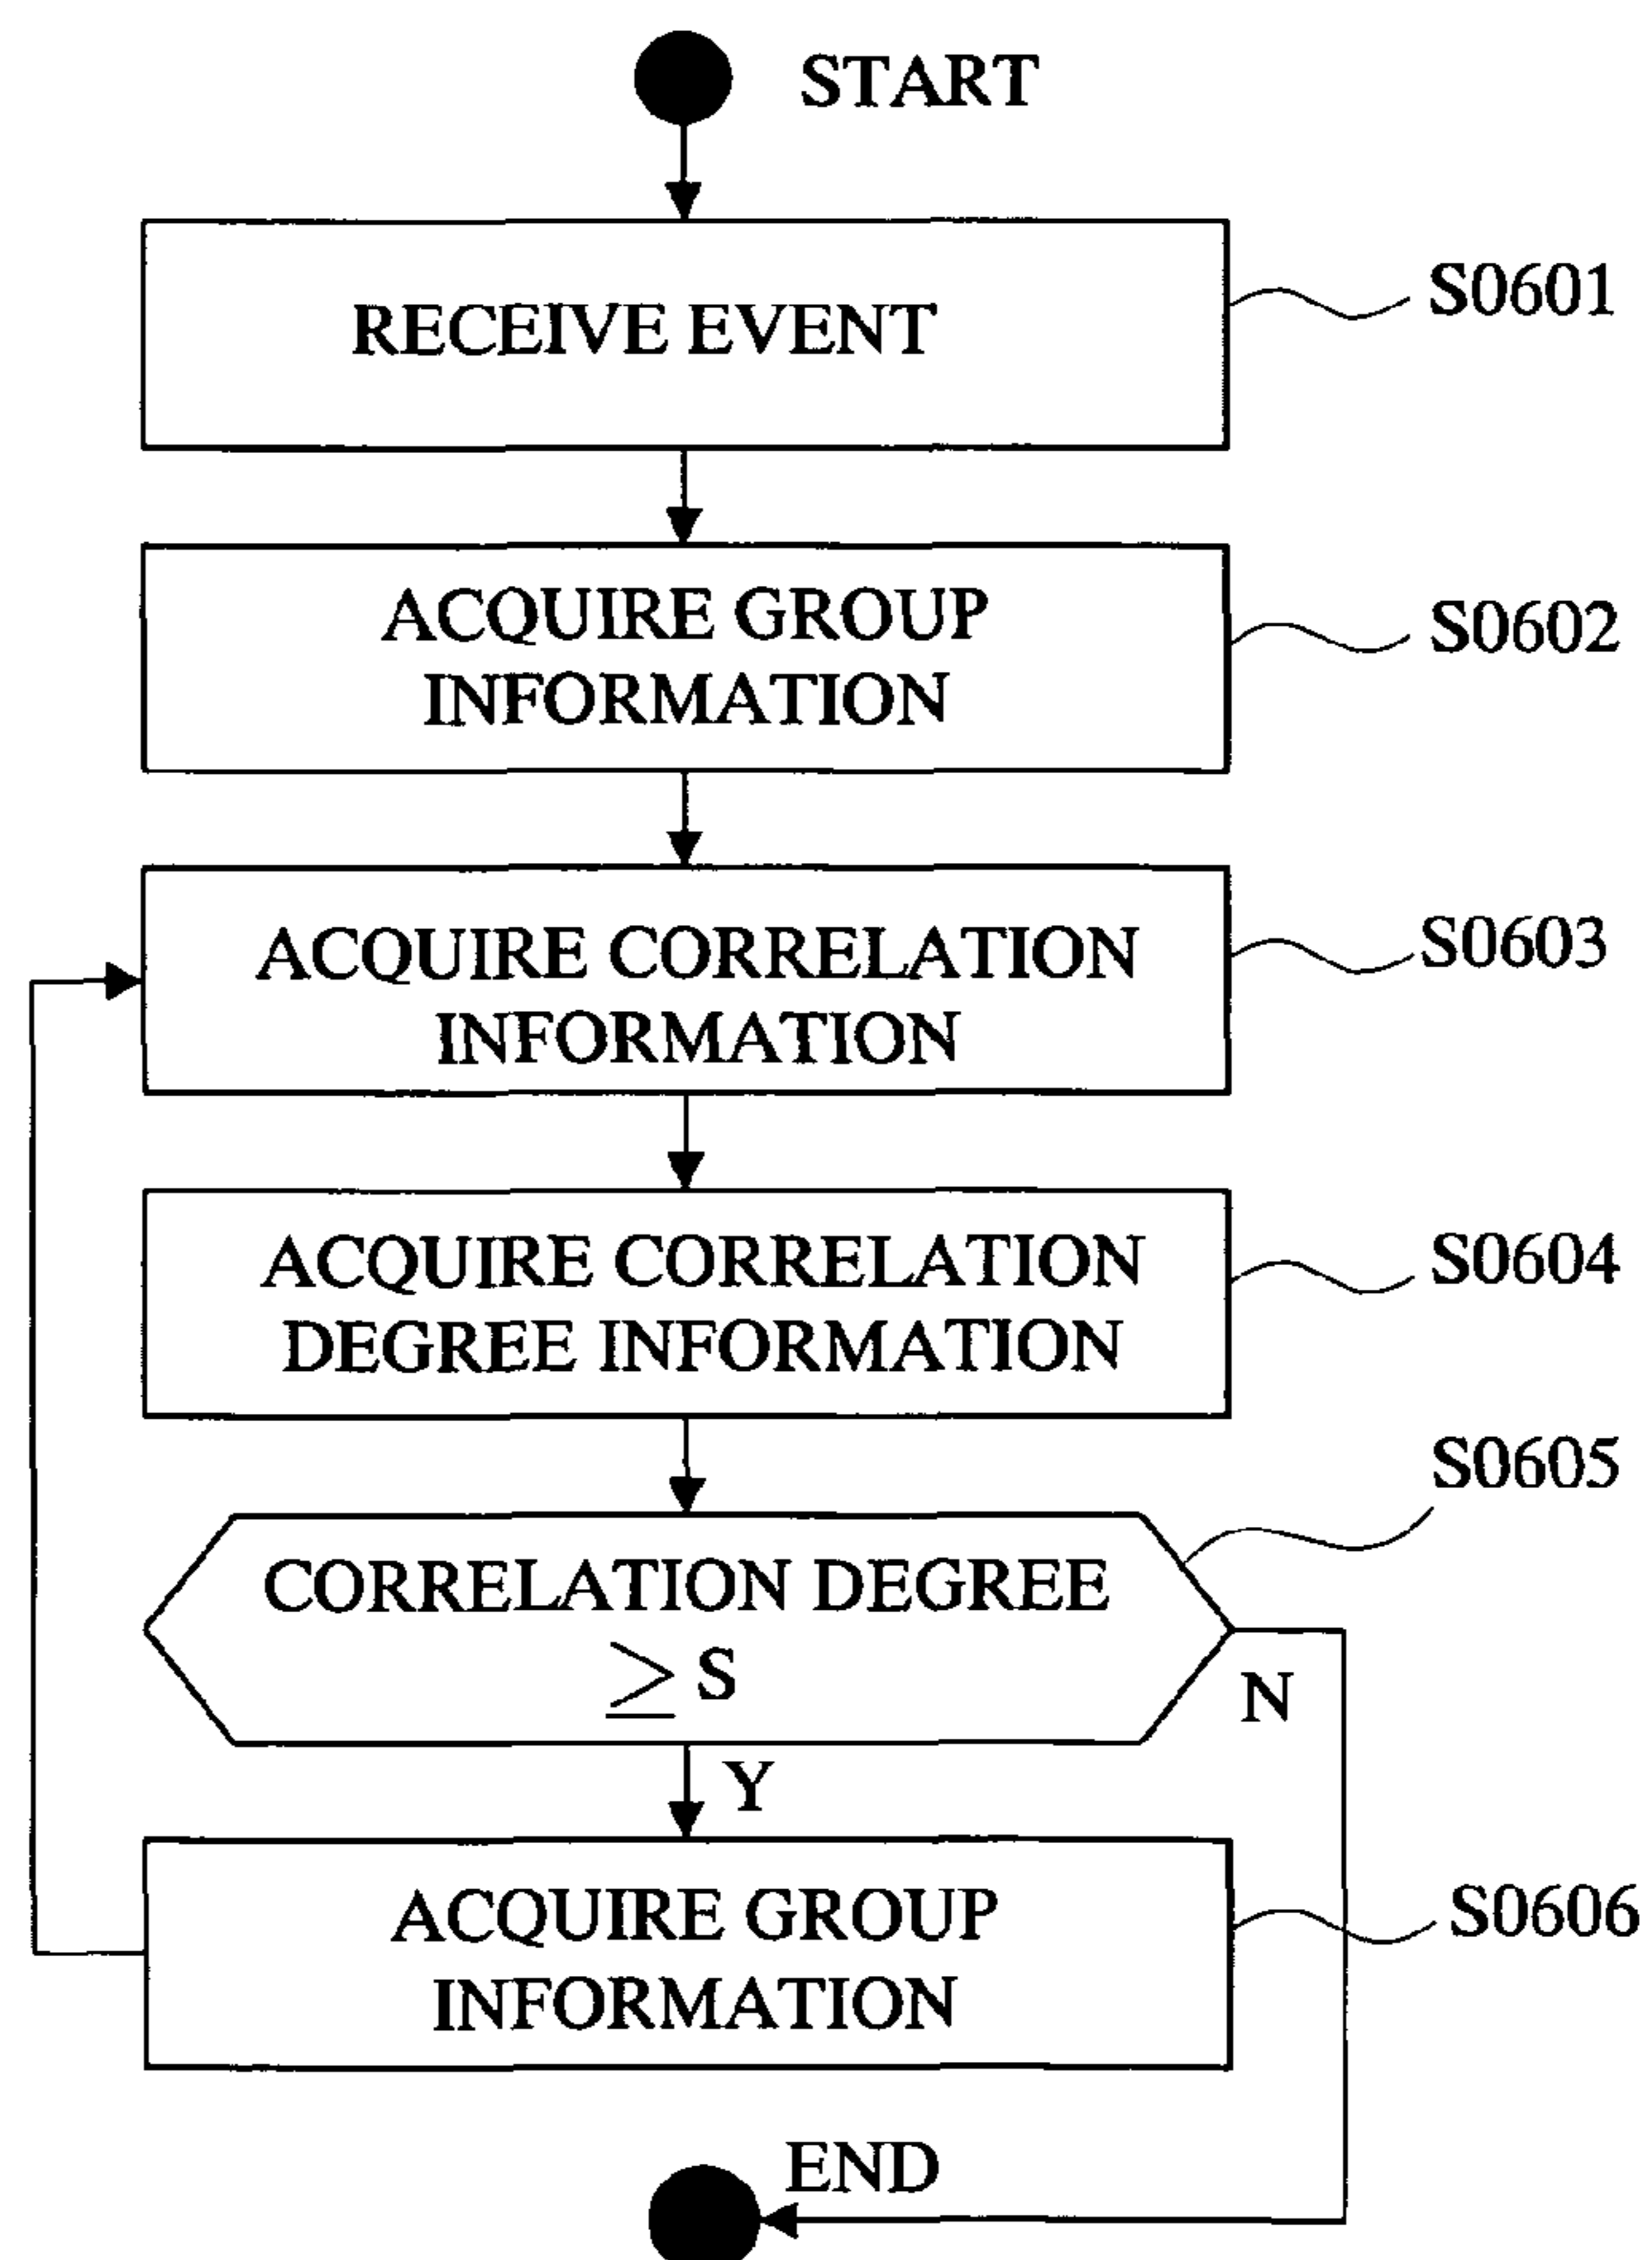 START
RECEIVE EVENT
S0601
ACQUIRE GROUP
INFORMATION
S0602
ACQUIRE CORRELATION
INFORMATION
S0603
ACQUIRE CORRELATION
DEGREE INFORMATION
S0604
S0605
CORRELATION DEGREE
≥ S
N
Y
ACQUIRE GROUP
INFORMATION
S0606
END